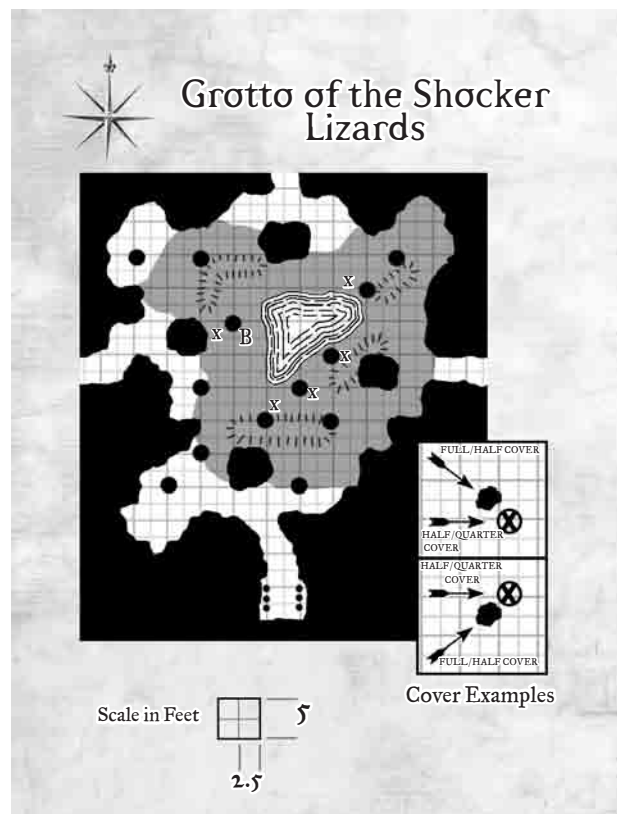 Grotto of the Shocker
Lizards
x
x
B
x
x
x
FULL/HALF COVER
HALF/QUARTER
COVER
HALF/QUARTER
COVER
FULL/HALF COVER
Cover Examples
Scale in Feet
5
2.5